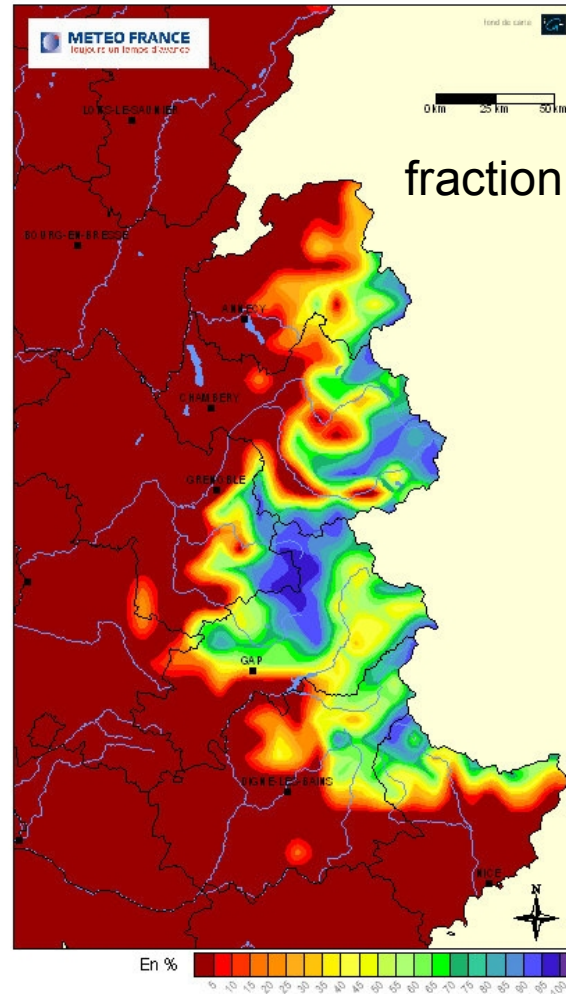 METEO FRANCE
Toujours un temps d'avance
fond de carte
0 km 25 km 50 km
LONS-LE-SAUNIER
fraction
BOURG-EN-BRESSE
ANNECY
CHAMBERY
GRENOBLE
GAP
DIGNE-LES-BAINS
NICE
N
En %
5 10 15 20 25 30 35 40 45 50 55 60 65 70 75 80 85 90 95 100